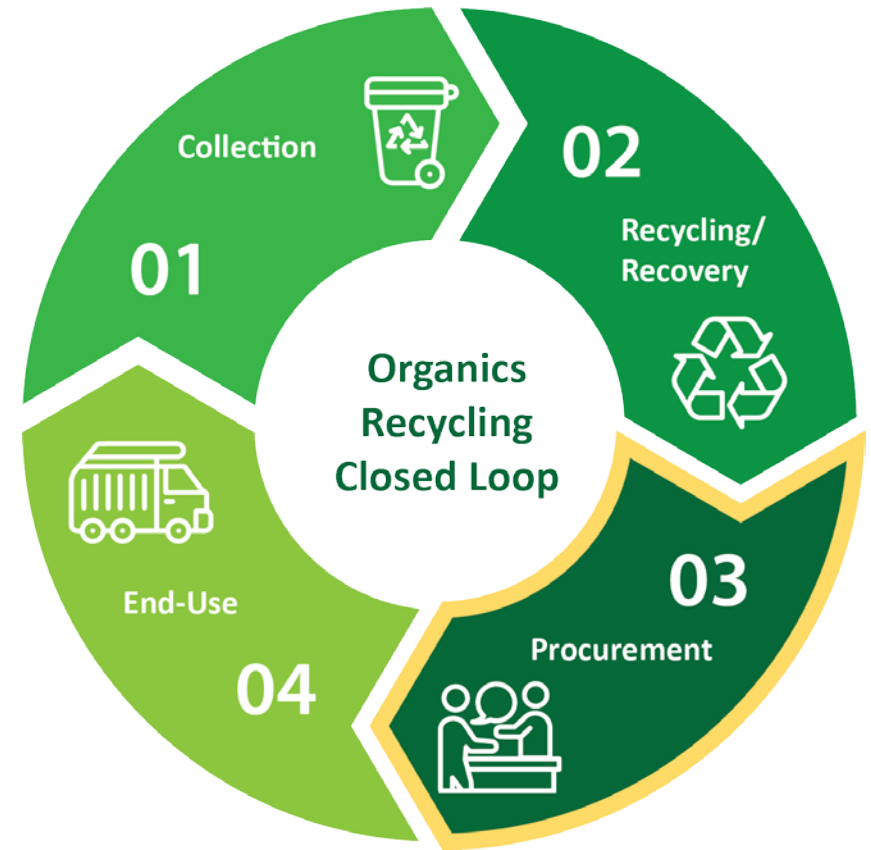 Collection
01
02
Recycling/
Recovery
Organics
Recycling
Closed Loop
03
Procurement
End-Use
04